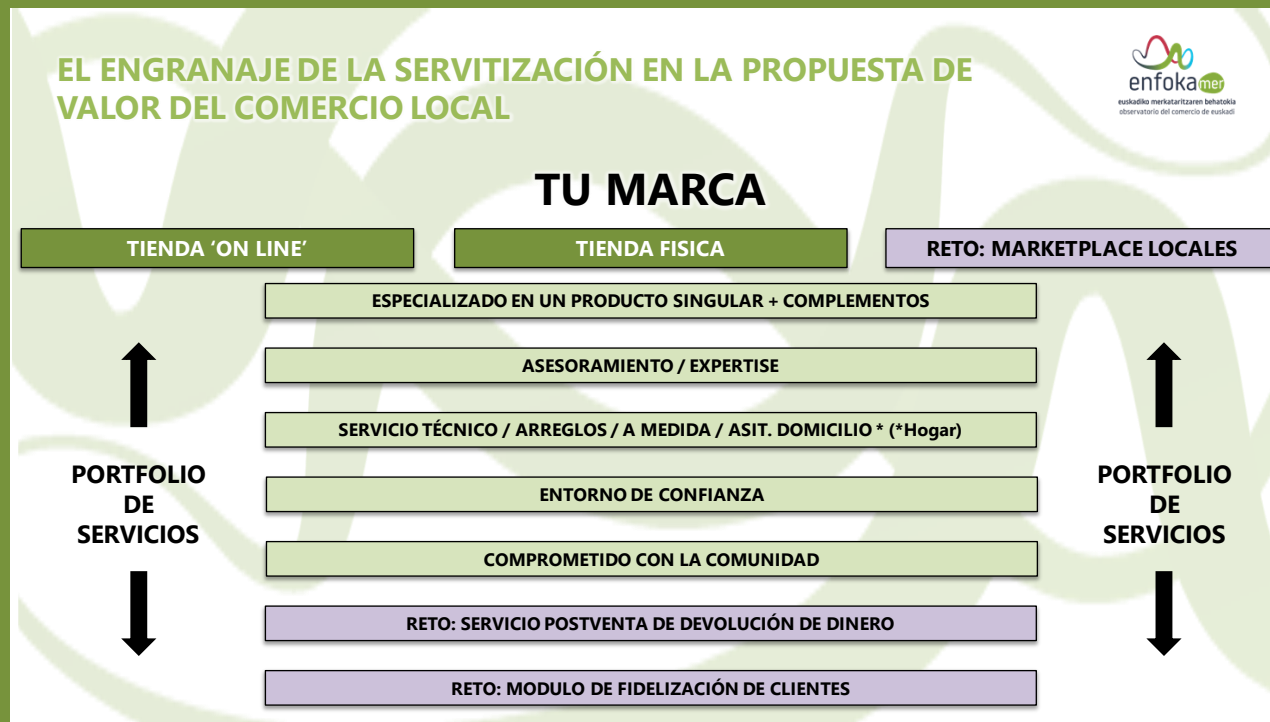 EL ENGRANAJE DE LA SERVITIZACIÓN EN LA PROPUESTA DE
VALOR DEL COMERCIO LOCAL
enfokamer
euskadiko merkataritzaren behatokia
observatorio del comercio de euskadi
TU MARCA
TIENDA ‘ON LINE’
TIENDA FISICA
RETO: MARKETPLACE LOCALES
ESPECIALIZADO EN UN PRODUCTO SINGULAR + COMPLEMENTOS
ASESORAMIENTO / EXPERTISE
SERVICIO TÉCNICO / ARREGLOS / A MEDIDA / ASIT. DOMICILIO * (*Hogar)
ENTORNO DE CONFIANZA
COMPROMETIDO CON LA COMUNIDAD
RETO: SERVICIO POSTVENTA DE DEVOLUCIÓN DE DINERO
RETO: MODULO DE FIDELIZACIÓN DE CLIENTES
PORTFOLIO
DE
SERVICIOS
PORTFOLIO
DE
SERVICIOS